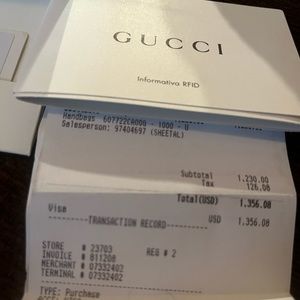 GUCCI
Informativa RFID
Handbags 607722CAO0G - 1000 - U
Salesperson: 97404697 (SHEETAL)
Subtotal 1,230.00
Tax 126.08
Total(USD) 1,356.08
Visa USD 1,356.08
TRANSACTION RECORD
STORE # 23703 REG # 2
INVOICE # 811208
MERCHANT # 07332402
TERMINAL # 07332402
TYPE: Purchase